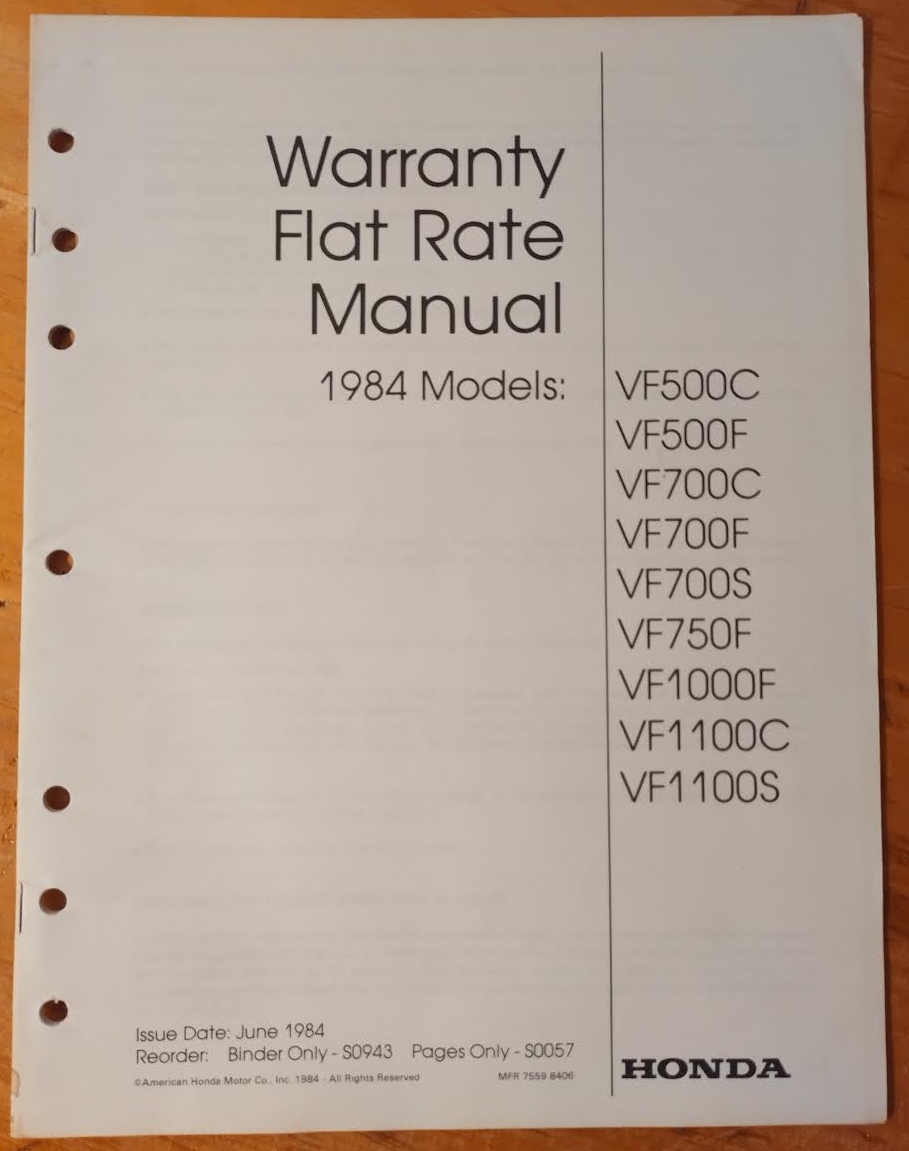 Warranty
Flat Rate
Manual
1984 Models:
VF500C
VF500F
VF700C
VF700F
VF700S
VF750F
VF1000F
VF1100C
VF1100S
Issue Date: June 1984
Reorder: Binder Only - S0943 Pages Only - S0057
©American Honda Motor Co., Inc. 1984 - All Rights Reserved MFR 7559 8406
HONDA